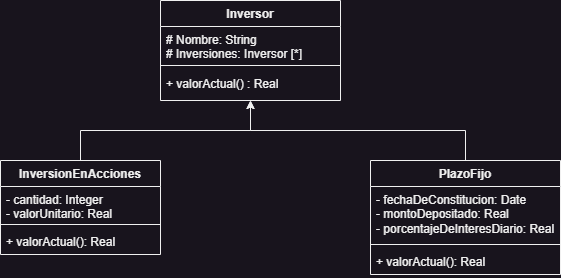 Inversor
# Nombre: String
# Inversiones: Inversor [*]
+ valorActual() : Real
InversionEnAcciones
- cantidad: Integer
- valorUnitario: Real
+ valorActual(): Real
PlazoFijo
- fechaDeConstitucion: Date
- montoDepositado: Real
- porcentajeDeInteresDiario: Real
+ valorActual(): Real